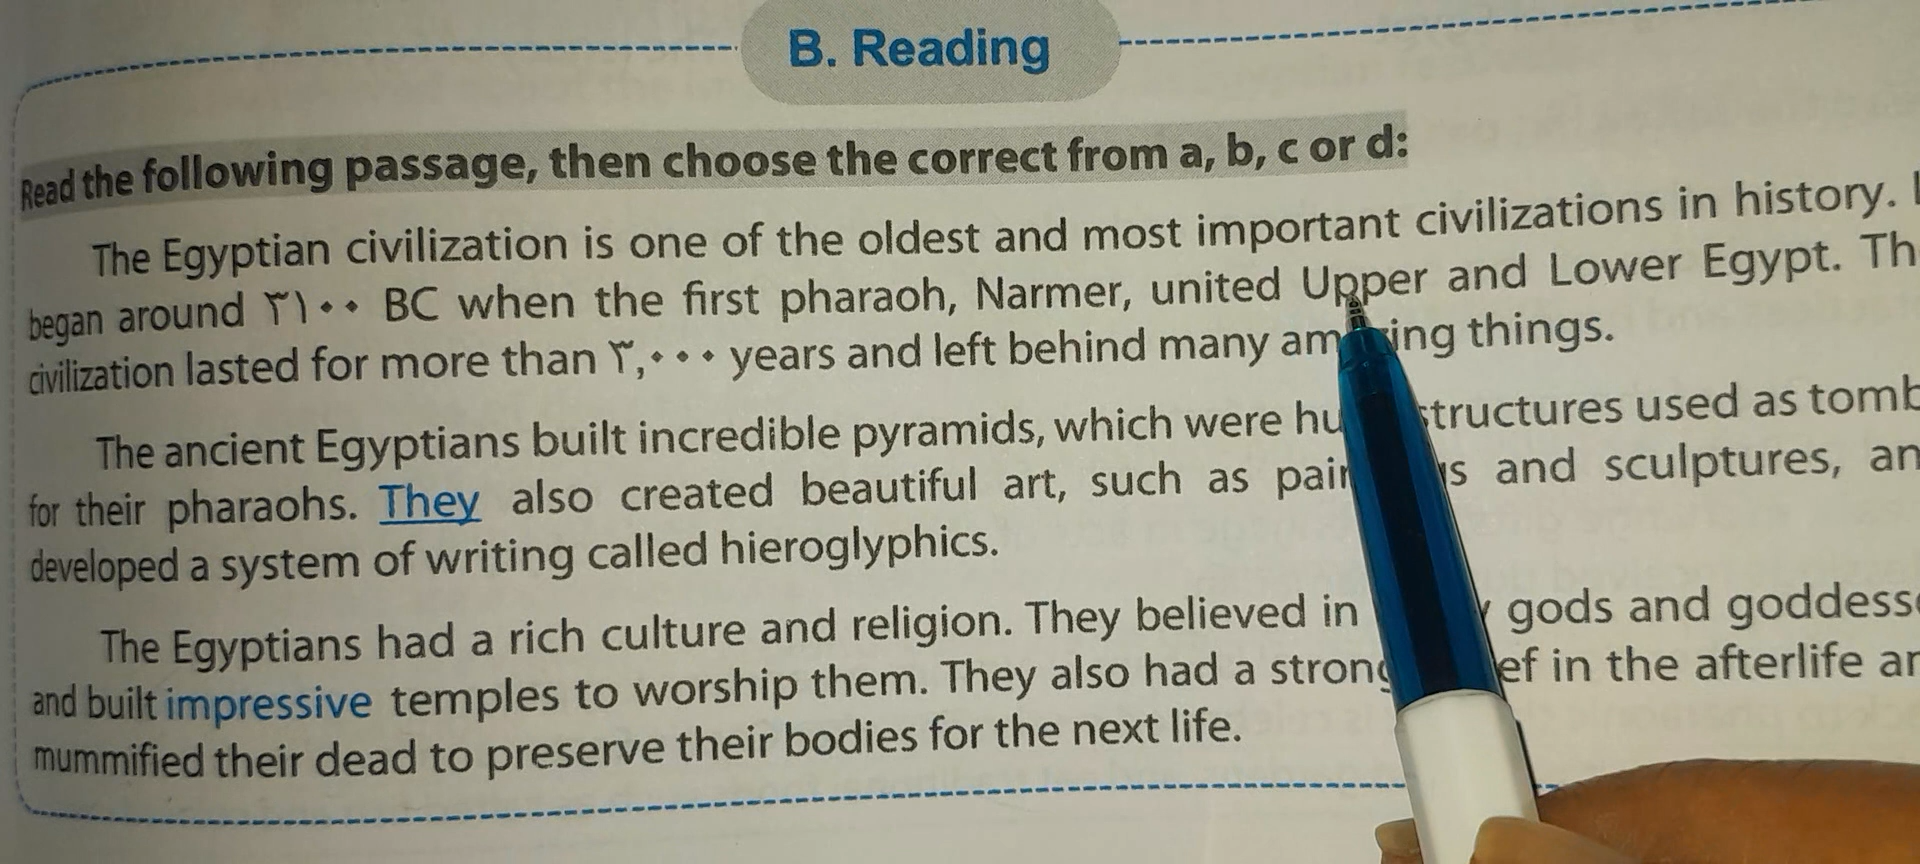 B. Reading
Read the following passage, then choose the correct from a, b, c or d:
The Egyptian civilization is one of the oldest and most important civilizations in history.
began around ٣١٠٠ BC when the first pharaoh, Narmer, united Upper and Lower Egypt.
civilization lasted for more than ٣,٠٠٠ years and left behind many things.
The ancient Egyptians built incredible pyramids, which were used as
for their pharaohs. They also created beautiful art, such as and sculptures,
developed a system of writing called hieroglyphics.
The Egyptians had a rich culture and religion. They believed in gods and
and built impressive temples to worship them. They also had a in the afterlife
mummified their dead to preserve their bodies for the next life.